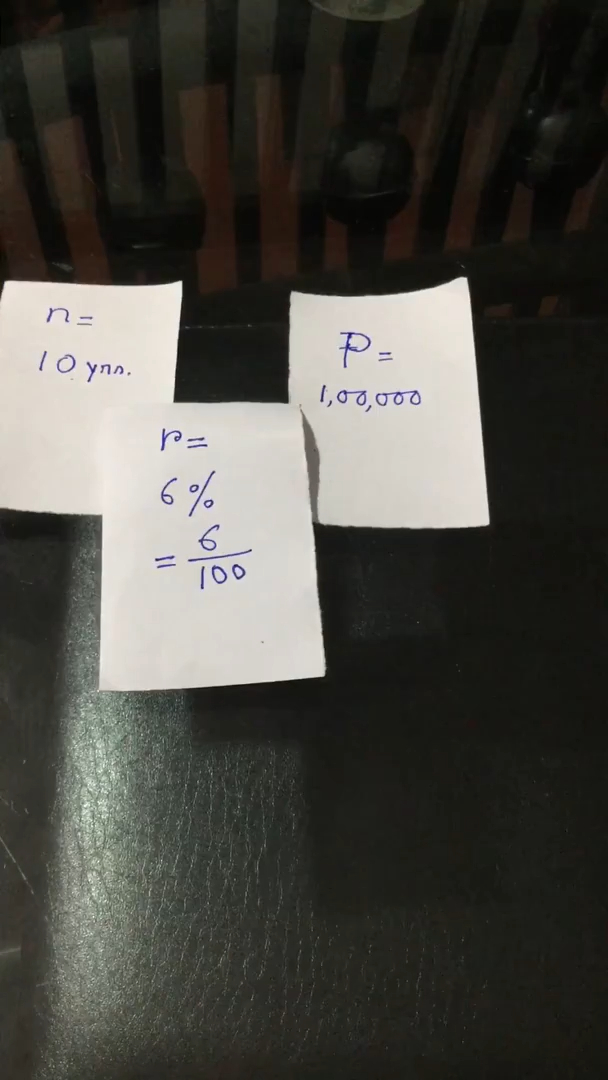 n =
10 yrs.
P =
1,00,000
r =
6%
= 6/100